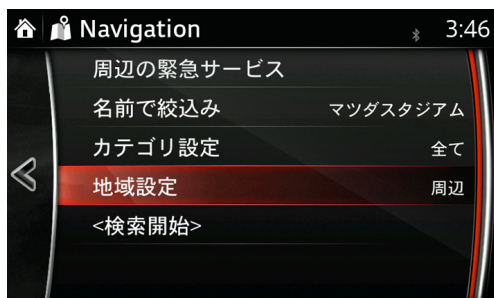 Navigation 3:46
周辺の緊急サービス
名前で絞込み マツダスタジアム
カテゴリ設定 全て
地域設定 周辺
<検索開始>